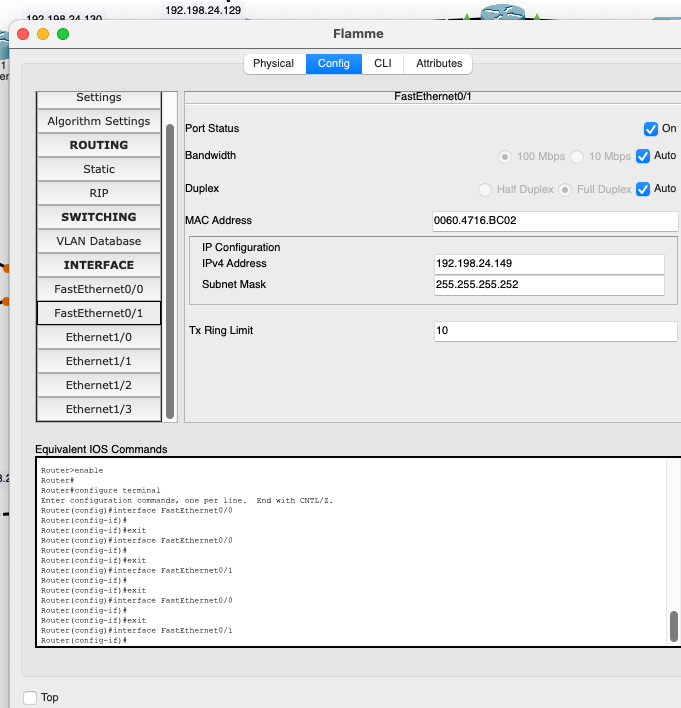 192.198.24.130
192.198.24.129
Flamme
Physical Config CLI Attributes
Settings
Algorithm Settings
ROUTING
Static
RIP
SWITCHING
VLAN Database
INTERFACE
FastEthernet0/0
FastEthernet0/1
Ethernet1/0
Ethernet1/1
Ethernet1/2
Ethernet1/3
FastEthernet0/1
Port Status On
Bandwidth 100 Mbps 10 Mbps Auto
Duplex Half Duplex Full Duplex Auto
MAC Address 0060.4716.BC02
IP Configuration
IPv4 Address 192.198.24.149
Subnet Mask 255.255.255.252
Tx Ring Limit 10
Equivalent IOS Commands
Router>enable
Router#
Router#configure terminal
Enter configuration commands, one per line. End with CNTL/Z.
Router(config)#interface FastEthernet0/0
Router(config-if)#
Router(config-if)#exit
Router(config)#interface FastEthernet0/0
Router(config-if)#
Router(config-if)#exit
Router(config)#interface FastEthernet0/1
Router(config-if)#
Router(config-if)#exit
Router(config)#interface FastEthernet0/0
Router(config-if)#
Router(config-if)#exit
Router(config)#interface FastEthernet0/1
Router(config-if)#
Top